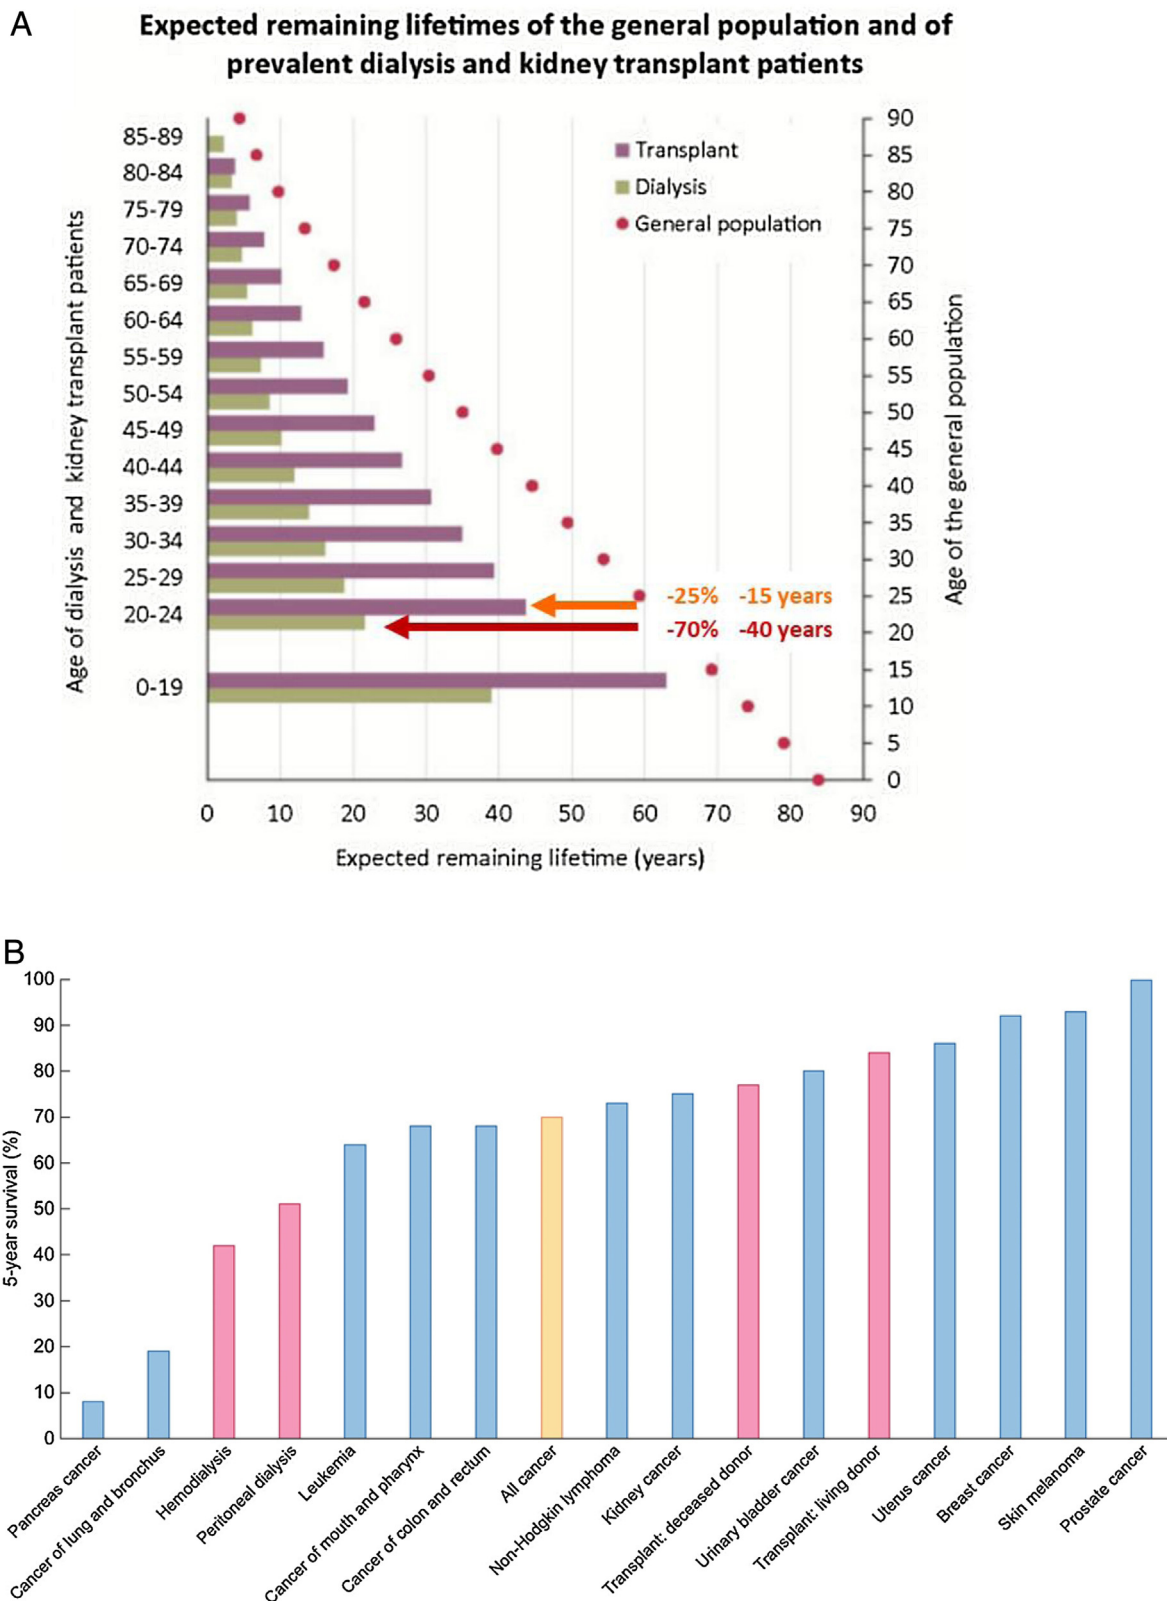 A
Expected remaining lifetimes of the general population and of
prevalent dialysis and kidney transplant patients
Age of dialysis and kidney transplant patients
85-89
80-84
75-79
70-74
65-69
60-64
55-59
50-54
45-49
40-44
35-39
30-34
25-29
20-24
0-19
Transplant
Dialysis
General population
-25% -15 years
-70% -40 years
90
85
80
75
70
65
60
55
50
45
40
35
30
25
20
15
10
5
0
Age of the general population
0 10 20 30 40 50 60 70 80 90
Expected remaining lifetime (years)
B
5-year survival (%)
100
90
80
70
60
50
40
30
20
10
0
Pancreas cancer
Cancer of lung and bronchus
Hemodialysis
Peritoneal dialysis
Leukemia
Cancer of mouth and pharynx
Cancer of colon and rectum
All cancer
Non-Hodgkin lymphoma
Kidney cancer
Transplant: deceased donor
Urinary bladder cancer
Transplant: living donor
Uterus cancer
Breast cancer
Skin melanoma
Prostate cancer